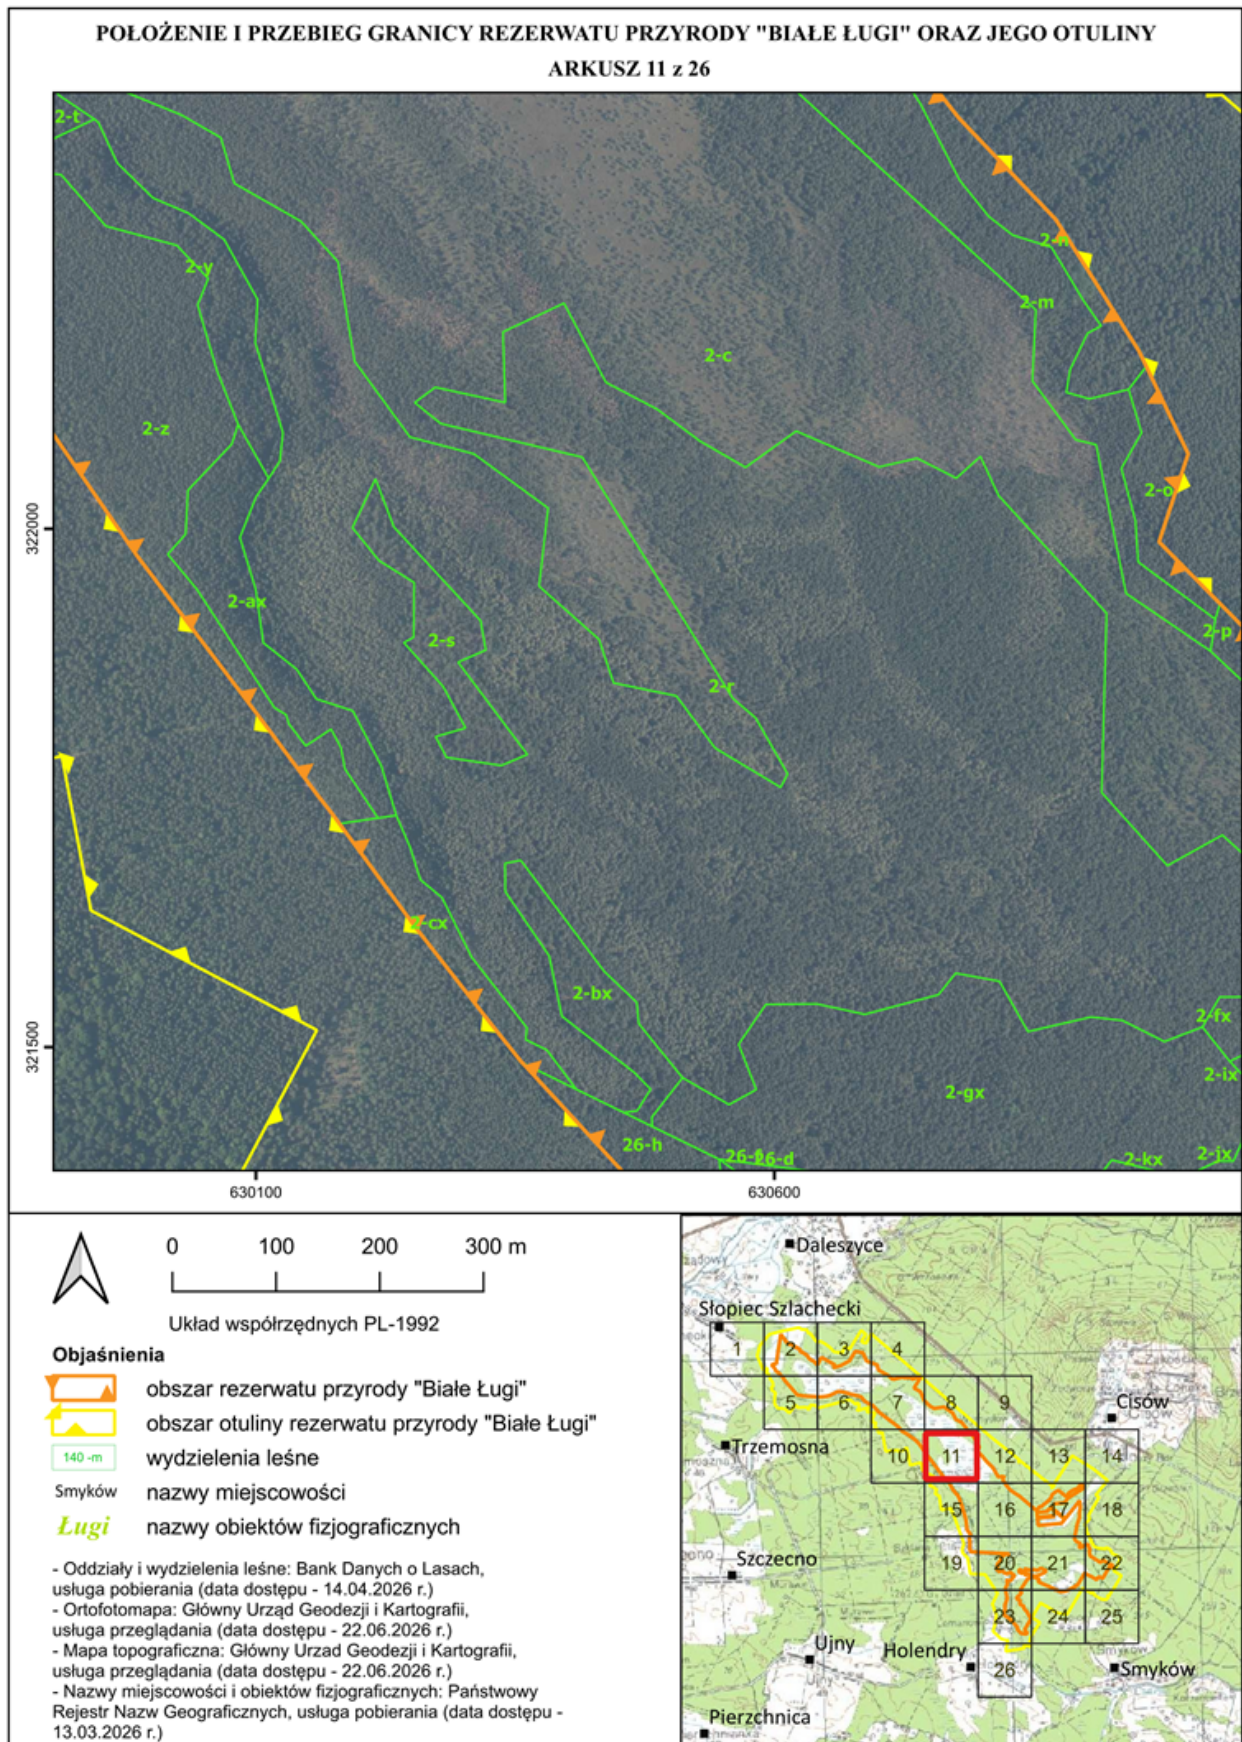 POŁOŻENIE I PRZEBIEG GRANICY REZERWATU PRZYRODY "BIAŁE ŁUGI" ORAZ JEGO OTULINY
ARKUSZ 11 z 26
2-t
2-n
2-y
2-m
2-c
2-z
2-o
322000
2-ax
2-p
2-s
2-r
2-cx
2-bx
2-fx
321500
2-ix
2-gx
26-h
26-d
2-kx
2-jx
630100
630600
0 100 200 300 m
Układ współrzędnych PL-1992
Objaśnienia
obszar rezerwatu przyrody "Białe Ługi"
obszar otuliny rezerwatu przyrody "Białe Ługi"
140 -m wydzielenia leśne
Smyków nazwy miejscowości
Ługi nazwy obiektów fizjograficznych
- Oddziały i wydzielenia leśne: Bank Danych o Lasach,
usługa pobierania (data dostępu - 14.04.2026 r.)
- Ortofotomapa: Główny Urząd Geodezji i Kartografii,
usługa przeglądania (data dostępu - 22.06.2026 r.)
- Mapa topograficzna: Główny Urzad Geodezji i Kartografii,
usługa przeglądania (data dostępu - 22.06.2026 r.)
- Nazwy miejscowości i obiektów fizjograficznych: Państwowy
Rejestr Nazw Geograficznych, usługa pobierania (data dostępu -
13.03.2026 r.)
Daleszyce
Słopiec Szlachecki
1 2 3 4
5 6 7 8 9
Cisów
Trzemosna
10 11 12 13 14
15 16 17 18
Szczecno
19 20 21 22
23 24 25
Ujny
Holendry
26
Smyków
Pierzchnica